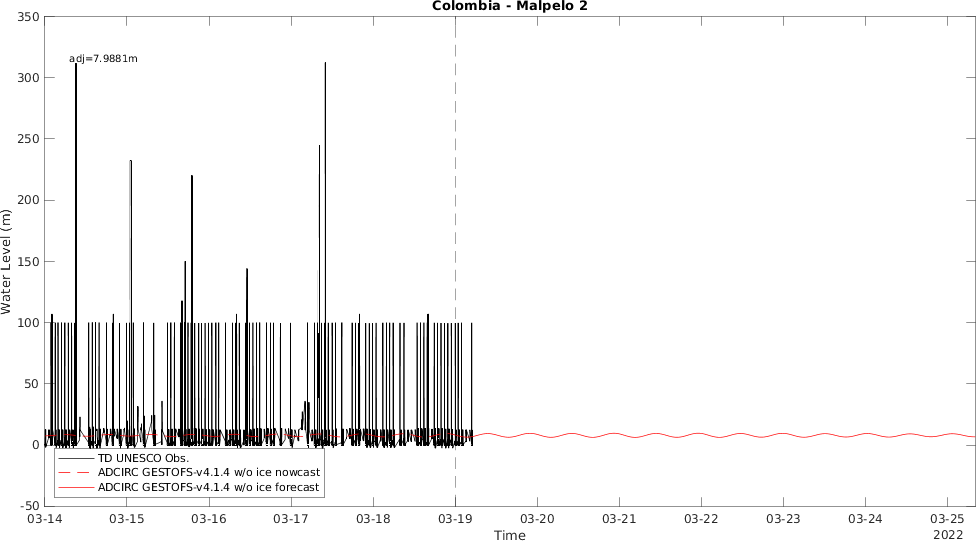 Colombia - Malpelo 2
adj=7.9881m
350
300
250
200
150
100
50
0
-50
Water Level (m)
TD UNESCO Obs.
ADCIRC GESTOFS-v4.1.4 w/o ice nowcast
ADCIRC GESTOFS-v4.1.4 w/o ice forecast
03-14 03-15 03-16 03-17 03-18 03-19 03-20 03-21 03-22 03-23 03-24 03-25
Time
2022